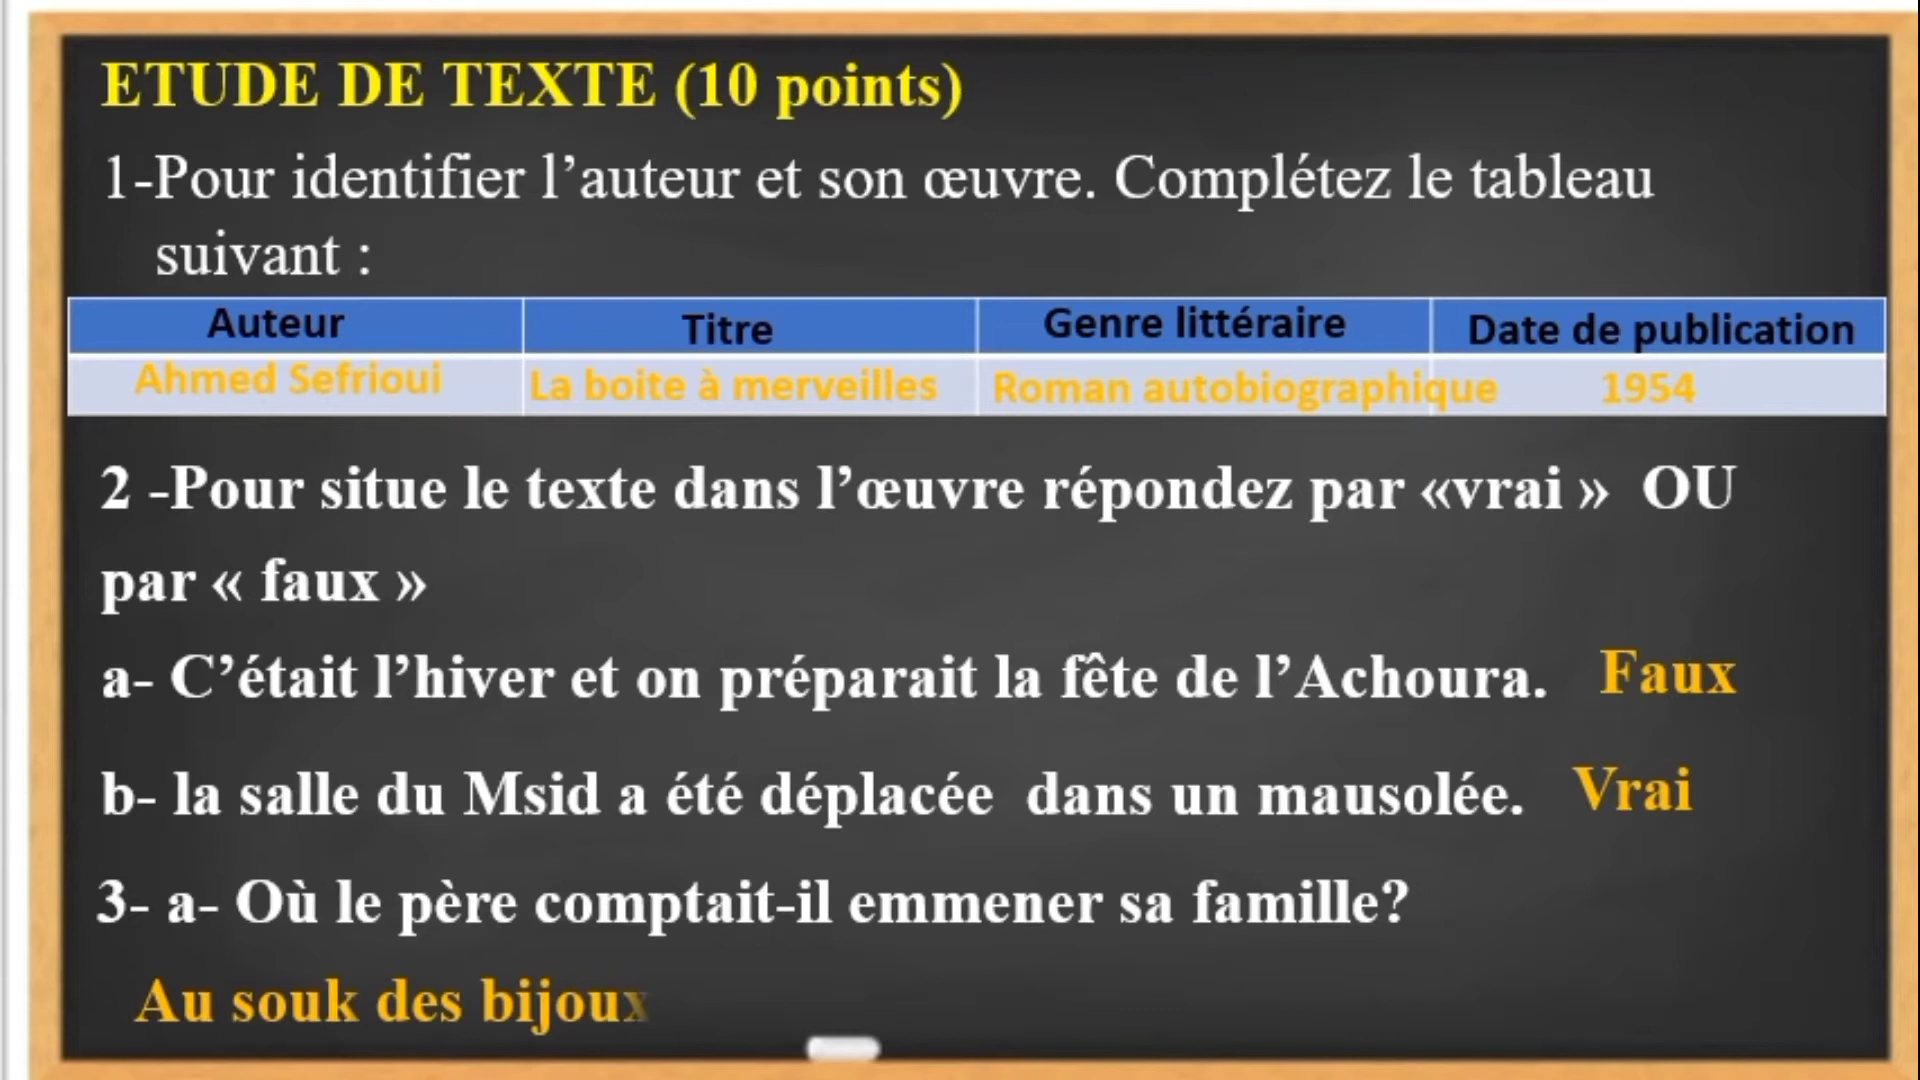 ETUDE DE TEXTE (10 points)
1-Pour identifier l’auteur et son œuvre. Complétez le tableau
suivant :
Auteur Titre Genre littéraire Date de publication
Ahmed Sefrioui La boite à merveilles Roman autobiographique 1954
2 -Pour situe le texte dans l’œuvre répondez par «vrai » OU
par « faux »
a- C’était l’hiver et on préparait la fête de l’Achoura. Faux
b- la salle du Msid a été déplacée dans un mausolée. Vrai
3- a- Où le père comptait-il emmener sa famille?
Au souk des bijoux